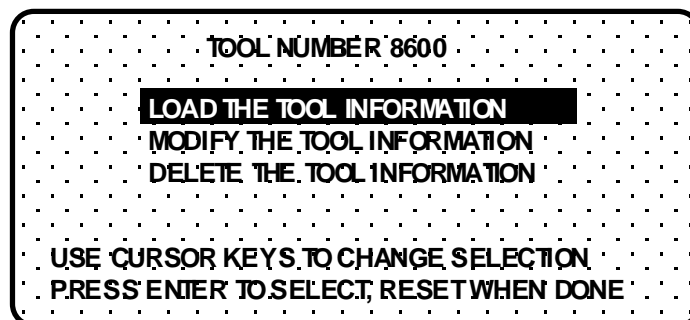 TOOL NUMBER 8600
LOAD THE TOOL INFORMATION
MODIFY THE TOOL INFORMATION
DELETE THE TOOL INFORMATION
USE CURSOR KEYS TO CHANGE SELECTION
PRESS ENTER TO SELECT, RESET WHEN DONE